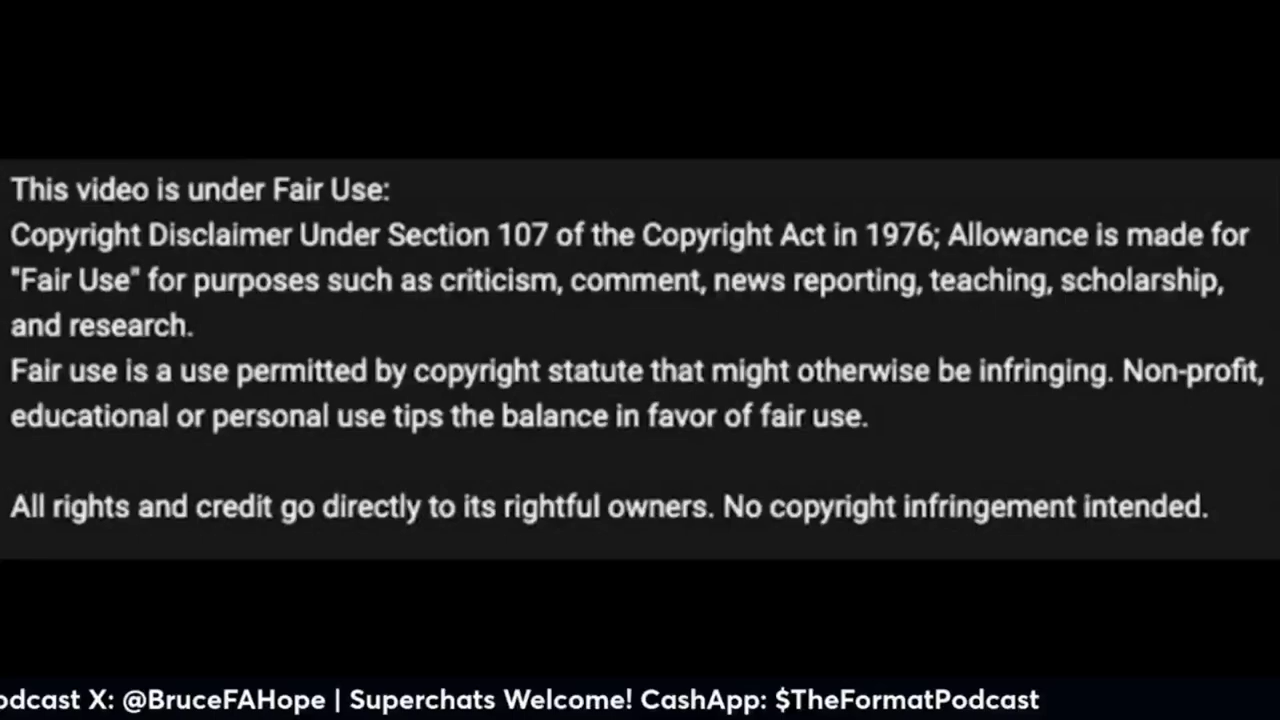 This video is under Fair Use:
Copyright Disclaimer Under Section 107 of the Copyright Act in 1976; Allowance is made for
"Fair Use" for purposes such as criticism, comment, news reporting, teaching, scholarship,
and research.
Fair use is a use permitted by copyright statute that might otherwise be infringing. Non-profit,
educational or personal use tips the balance in favor of fair use.
All rights and credit go directly to its rightful owners. No copyright infringement intended.
odcast X: @BruceFAHope | Superchats Welcome! CashApp: $TheFormatPodcast